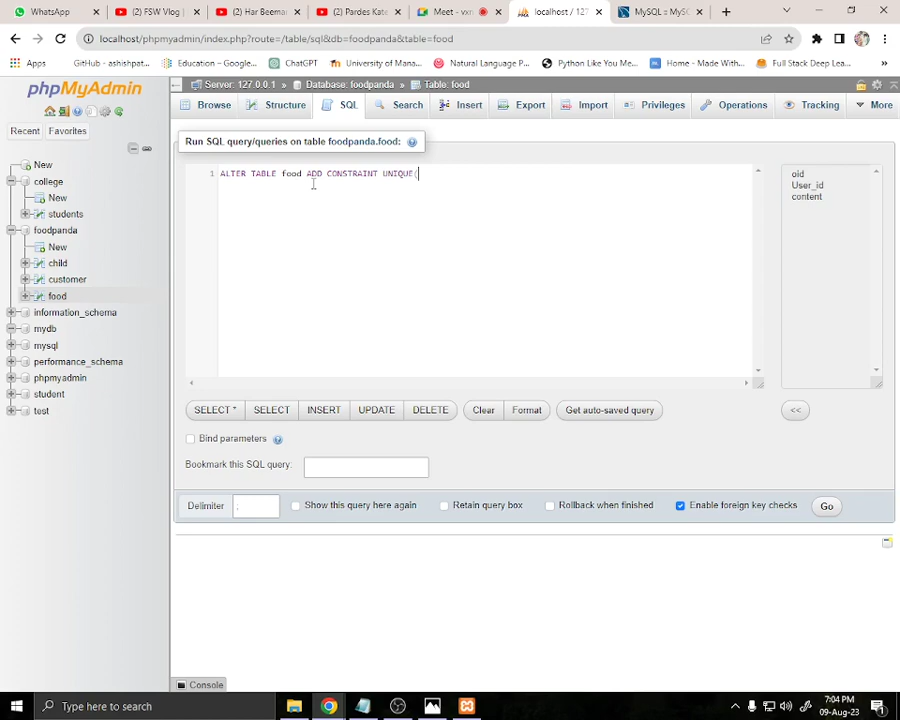 WhatsApp
(2) FSW Vlog |
(2) Har Beema
(2) Pardes Kate
Meet - vxn
localhost / 127
MySQL :: MySC
localhost/phpmyadmin/index.php?route=/table/sql&db=foodpanda&table=food
Apps
GitHub - ashishpat...
Education – Googl...
ChatGPT
University of Mana...
Natural Language P...
Python Like You Me...
Home - Made With...
Full Stack Deep Lea...
phpMyAdmin
Recent
Favorites
New
college
New
students
foodpanda
New
child
customer
food
information_schema
mydb
mysql
performance_schema
phpmyadmin
student
test
Server: 127.0.0.1 » Database: foodpanda » Table: food
Browse
Structure
SQL
Search
Insert
Export
Import
Privileges
Operations
Tracking
More
Run SQL query/queries on table foodpanda.food:
1 ALTER TABLE food ADD CONSTRAINT UNIQUE(
oid
User_id
content
SELECT *
SELECT
INSERT
UPDATE
DELETE
Clear
Format
Get auto-saved query
<<
Bind parameters
Bookmark this SQL query:
Delimiter
;
Show this query here again
Retain query box
Rollback when finished
Enable foreign key checks
Go
Console
Type here to search
7:04 PM
09-Aug-23